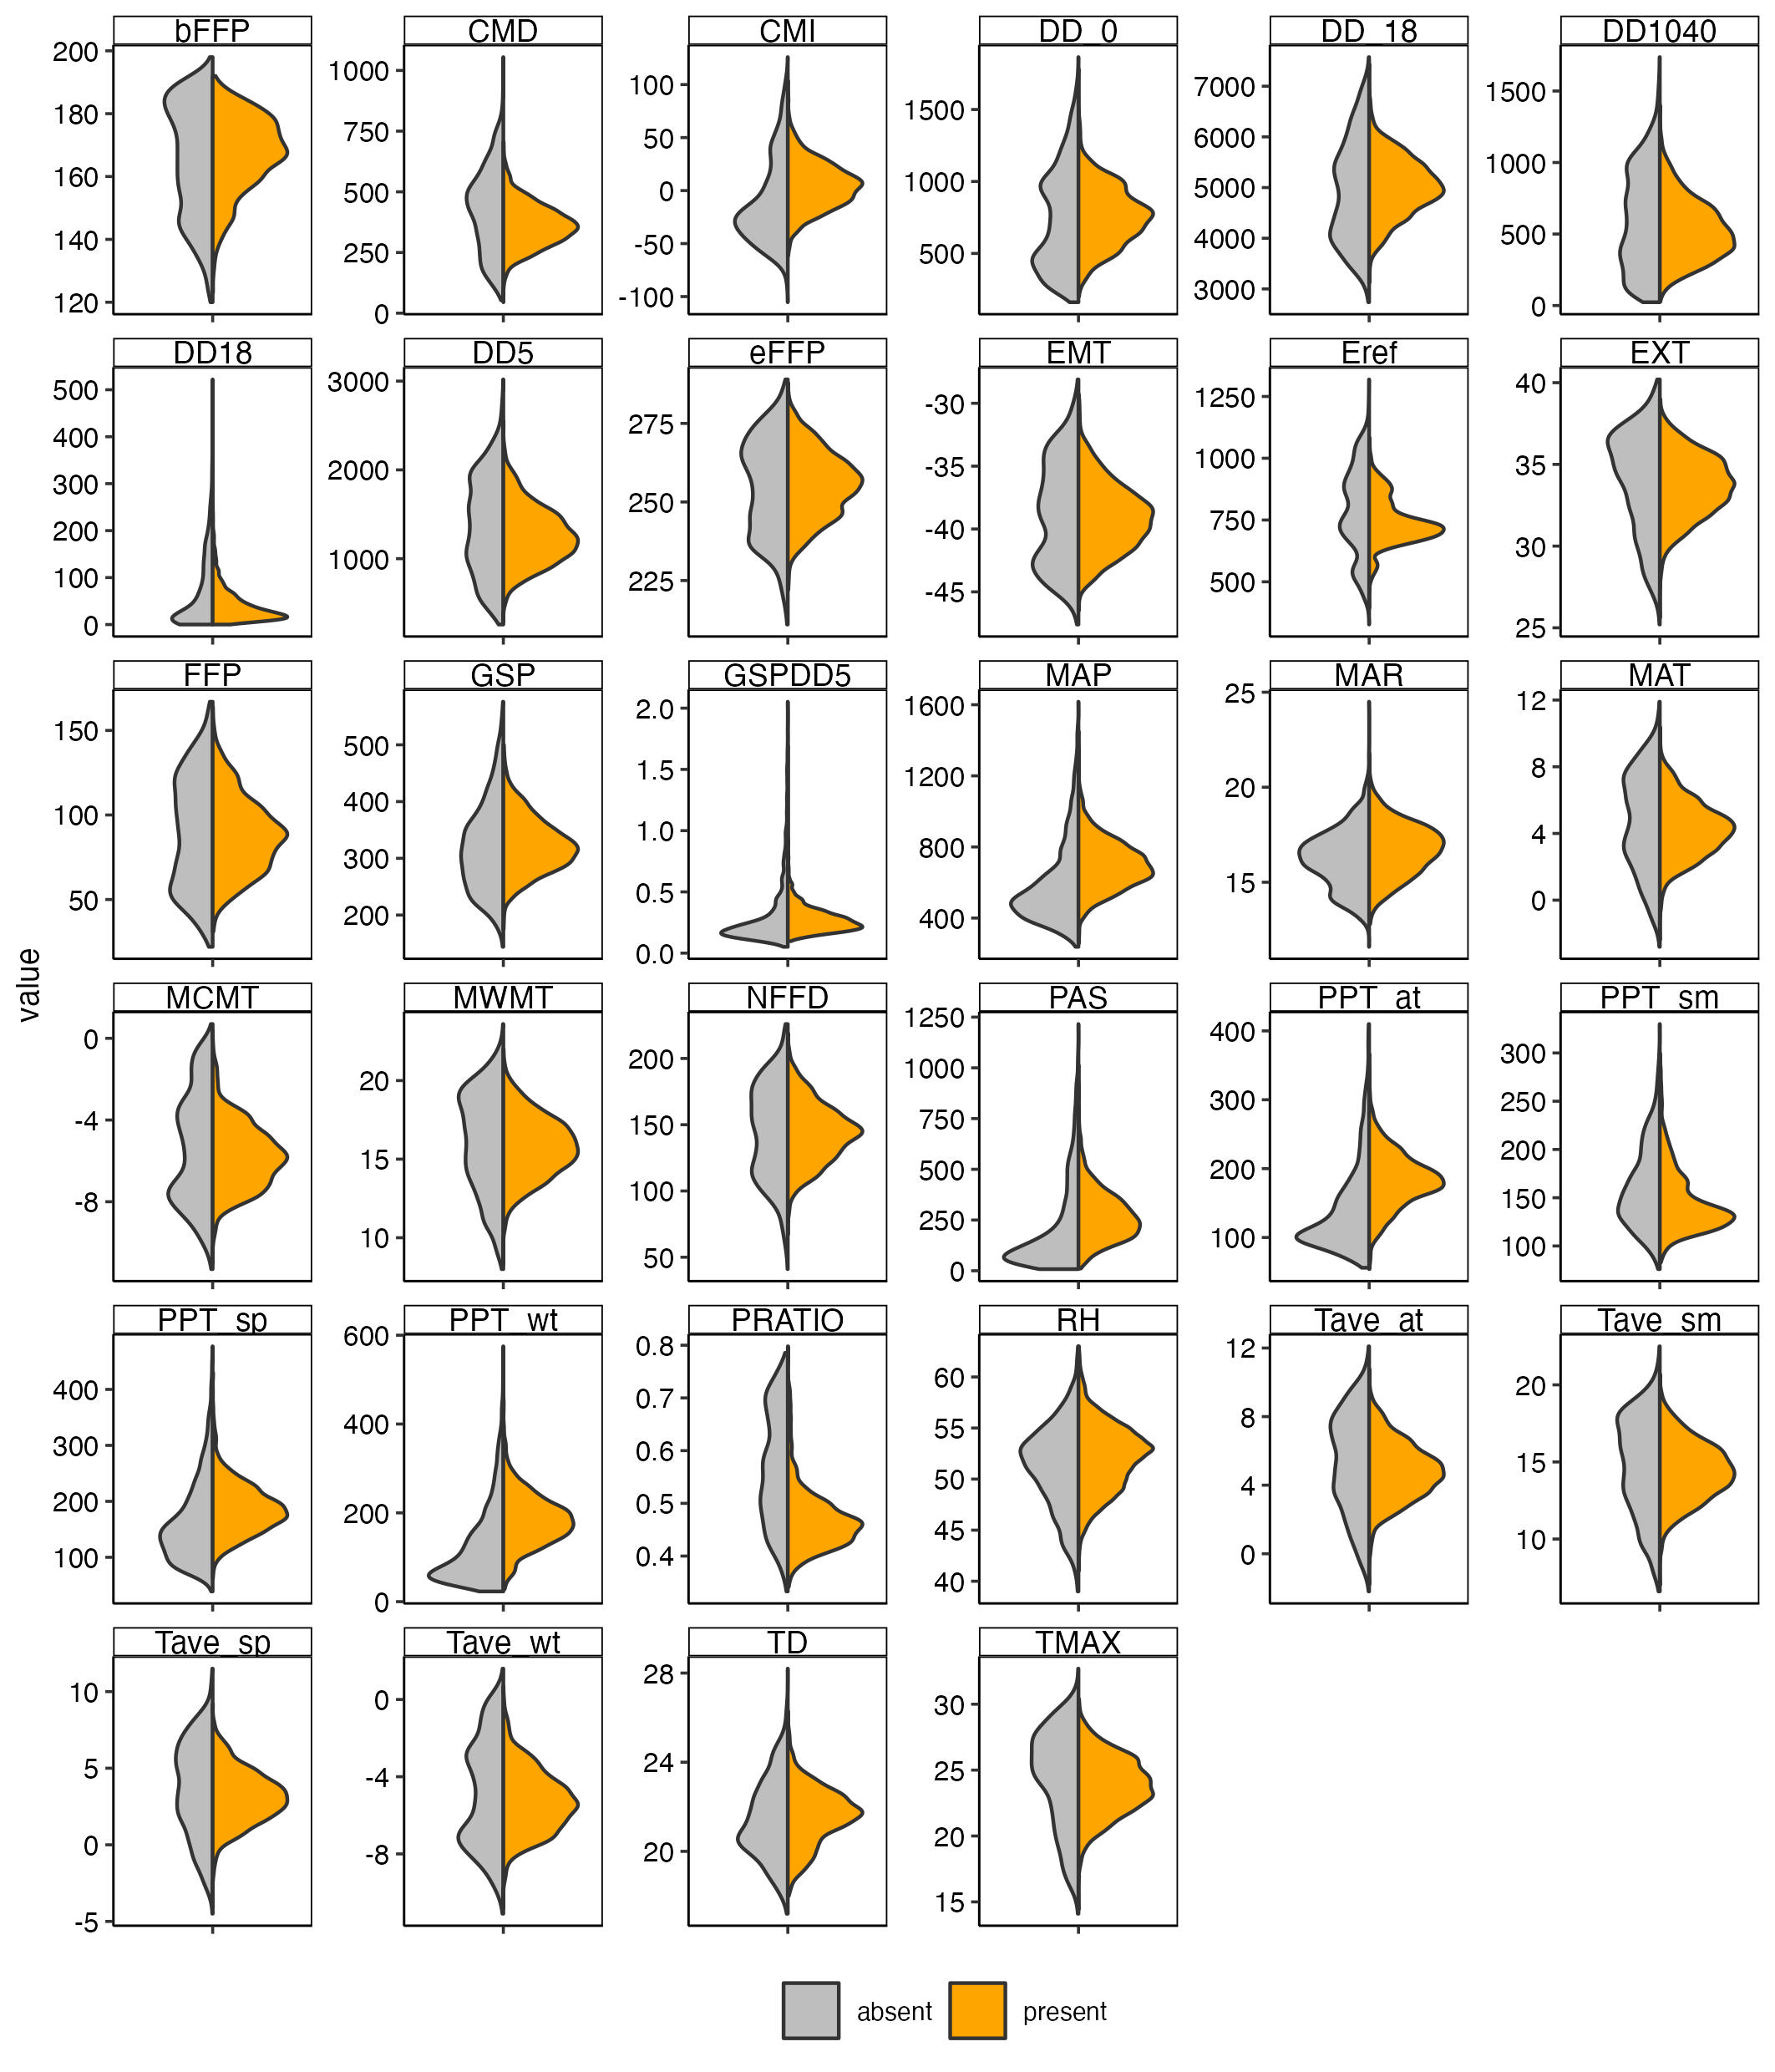 bFFP CMD CMI DD_0 DD_18 DD1040
200 180 160 140 120
1000 750 500 250 0
100 50 0 -50 -100
1500 1000 500
7000 6000 5000 4000 3000
1500 1000 500 0
DD18 DD5 eFFP EMT Eref EXT
500 400 300 200 100 0
3000 2000 1000
275 250 225
-30 -35 -40 -45
1250 1000 750 500
40 35 30 25
FFP GSP GSPDD5 MAP MAR MAT
150 100 50
500 400 300 200
2.0 1.5 1.0 0.5 0.0
1600 1200 800 400
25 20 15
12 8 4 0
value
MCMT MWMT NFFD PAS PPT_at PPT_sm
0 -4 -8
20 15 10
200 150 100 50
1250 1000 750 500 250 0
400 300 200 100
300 250 200 150 100
PPT_sp PPT_wt PRATIO RH Tave_at Tave_sm
400 300 200 100
600 400 200 0
0.8 0.7 0.6 0.5 0.4
60 55 50 45 40
12 8 4 0
20 15 10
Tave_sp Tave_wt TD TMAX
10 5 0 -5
0 -4 -8
28 24 20
30 25 20 15
absent present